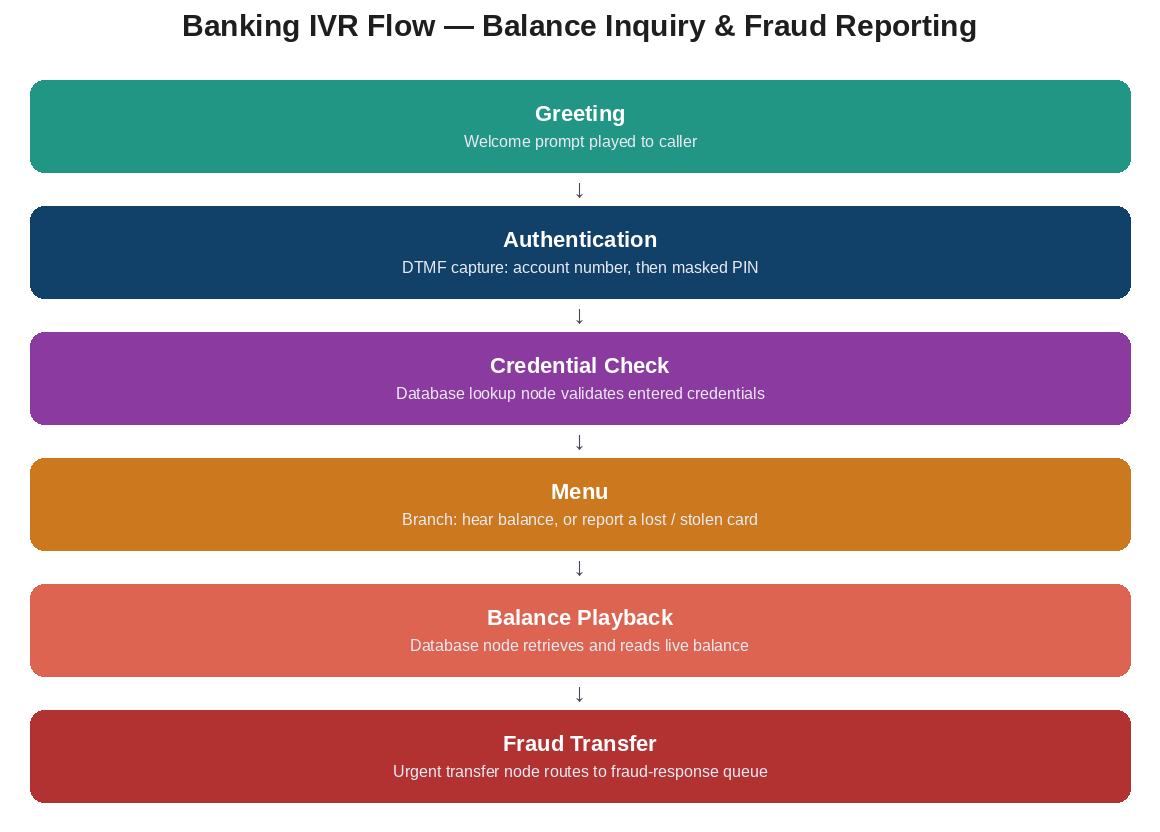 Banking IVR Flow — Balance Inquiry & Fraud Reporting
Greeting
Welcome prompt played to caller
↓
Authentication
DTMF capture: account number, then masked PIN
↓
Credential Check
Database lookup node validates entered credentials
↓
Menu
Branch: hear balance, or report a lost / stolen card
↓
Balance Playback
Database node retrieves and reads live balance
↓
Fraud Transfer
Urgent transfer node routes to fraud-response queue